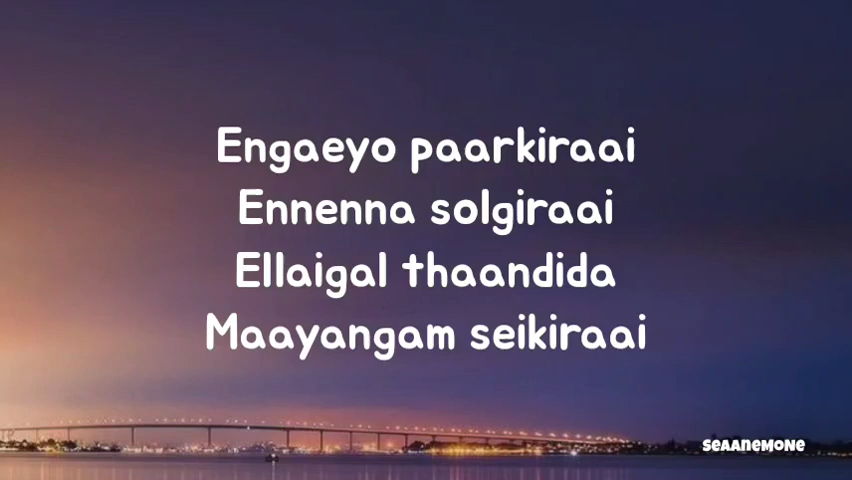 Engaeyo paarkiraai
Ennenna solgiraai
Ellaigal thaandida
Maayangam seikiraai
SEAANEMONE